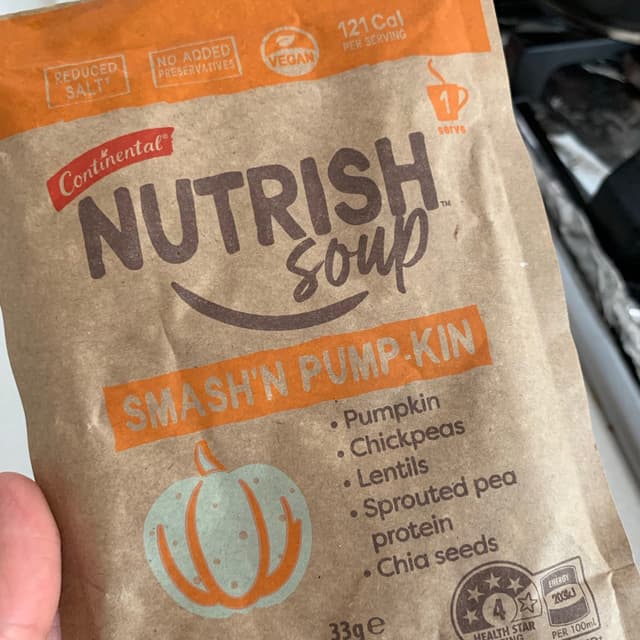 REDUCED
SALT*
NO ADDED
PRESERVATIVES
VEGAN
121 Cal
PER SERVING
1
serve
Continental®
NUTRISH™
soup
SMASH'N PUMP-KIN
• Pumpkin
• Chickpeas
• Lentils
• Sprouted pea
protein
• Chia seeds
33g e
4
HEALTH STAR
ENERGY
PER 100mL